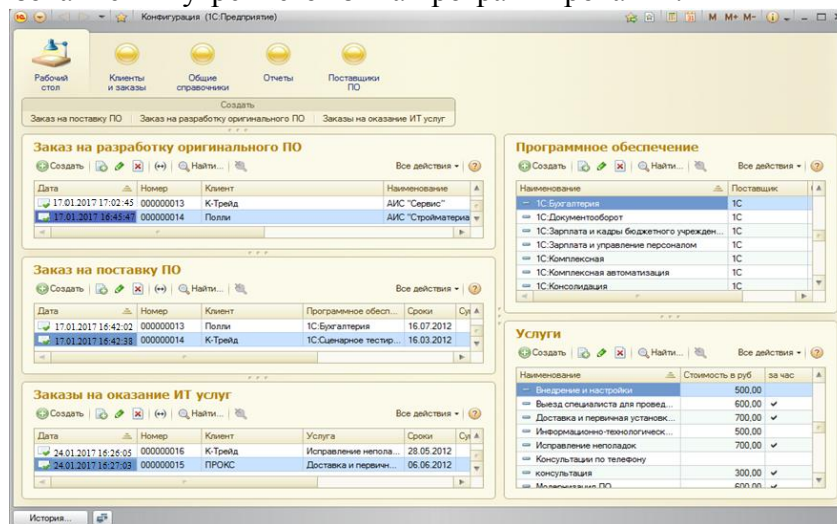 Конфигурация (1С:Предприятие)
M M+ M-
Рабочий стол
Клиенты и заказы
Общие справочники
Отчеты
Поставщики ПО
Создать
Заказ на поставку ПО Заказ на разработку оригинального ПО Заказы на оказание ИТ услуг
Заказ на разработку оригинального ПО
Создать Найти... Все действия
Дата Номер Клиент Наименование
17.01.2017 17:02:45 000000013 К-Трейд АИС "Сервис"
17.01.2017 16:45:47 000000014 Полли АИС "Стройматериа
Заказ на поставку ПО
Создать Найти... Все действия
Дата Номер Клиент Программное обесп... Сроки Су
17.01.2017 16:42:02 000000013 Полли 1С:Бухгалтерия 16.07.2012
17.01.2017 16:42:38 000000014 К-Трейд 1С:Сценарное тестир... 16.03.2012
Заказы на оказание ИТ услуг
Создать Найти... Все действия
Дата Номер Клиент Услуга Сроки Су
24.01.2017 16:26:05 000000016 К-Трейд Исправление непола... 28.05.2012
24.01.2017 16:27:03 000000015 ПРОКС Доставка и первичн... 06.06.2012
Программное обеспечение
Создать Найти... Все действия
Наименование Поставщик
1С:Бухгалтерия 1С
1С:Документооборот 1С
1С:Зарплата и кадры бюджетного учрежден... 1С
1С:Зарплата и управление персоналом 1С
1С:Комплексная 1С
1С:Комплексная автоматизация 1С
1С:Консолидация 1С
Услуги
Создать Найти... Все действия
Наименование Стоимость в руб за час
Внедрение и настройки 500,00
Выезд специалиста для провед... 600,00 ✔
Доставка и первичная установк... 700,00 ✔
Информационно-технологическ... 500,00
Исправление неполадок 700,00 ✔
Консультации по телефону
консультация 300,00 ✔
Модернизация ПО 600,00 ✔
История...